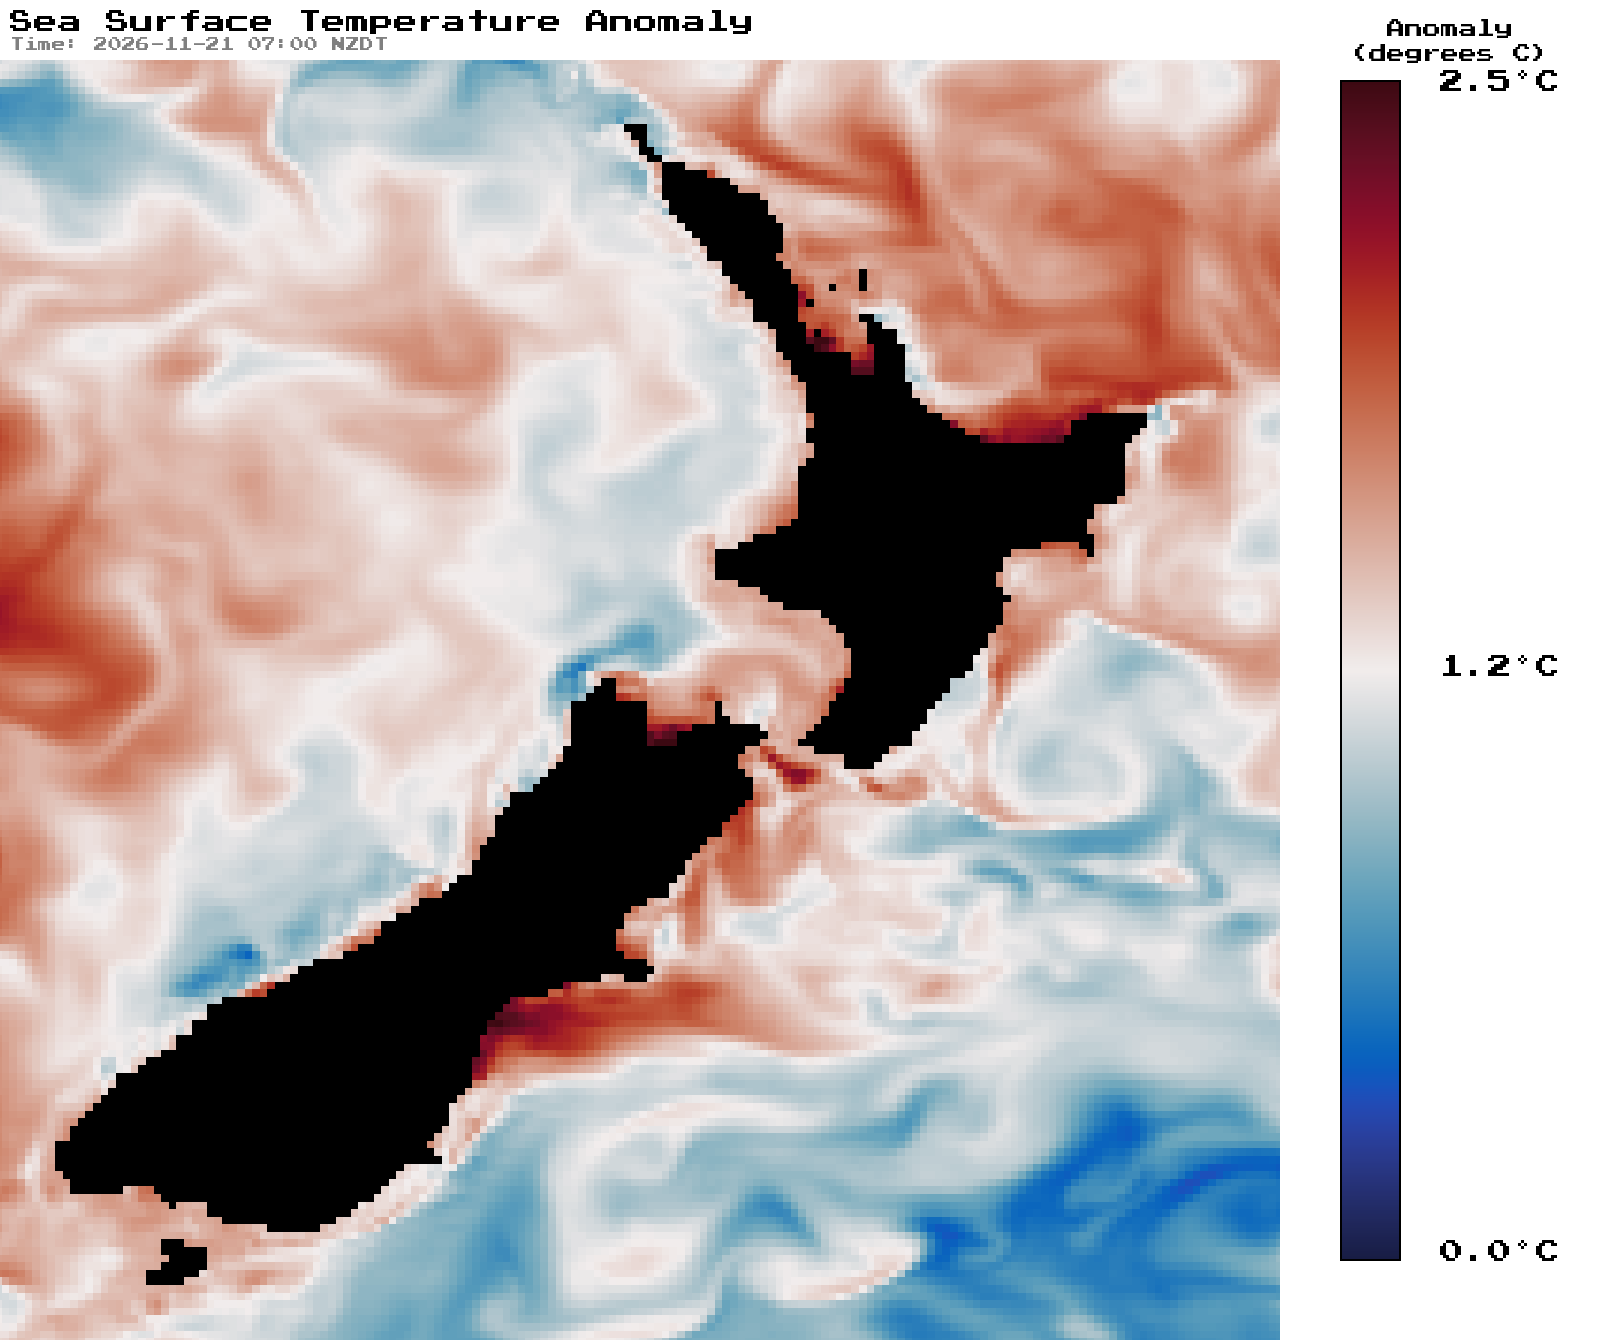 Sea Surface Temperature Anomaly
Time: 2026-11-21 07:00 NZDT
Anomaly
(degrees C)
2.5°C
1.2°C
0.0°C